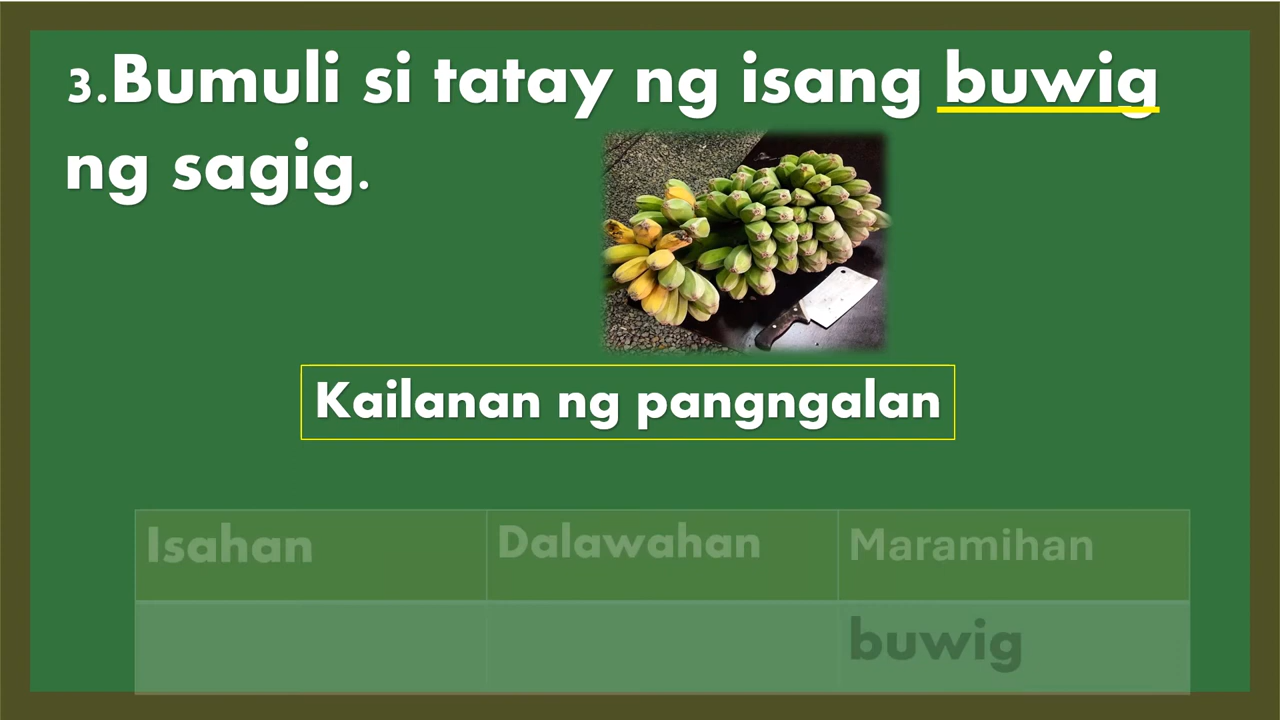 3.Bumuli si tatay ng isang buwig
ng sagig.
Kailanan ng pangngalan
Isahan Dalawahan Maramihan
buwig